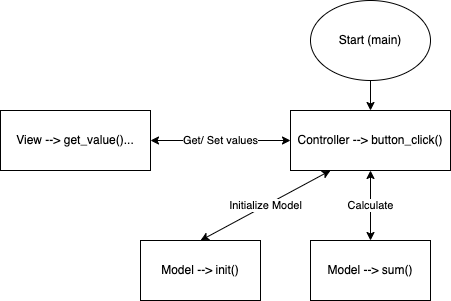 Start (main)
View --> get_value()...
Get/ Set values
Controller --> button_click()
Initialize Model
Calculate
Model --> init()
Model --> sum()